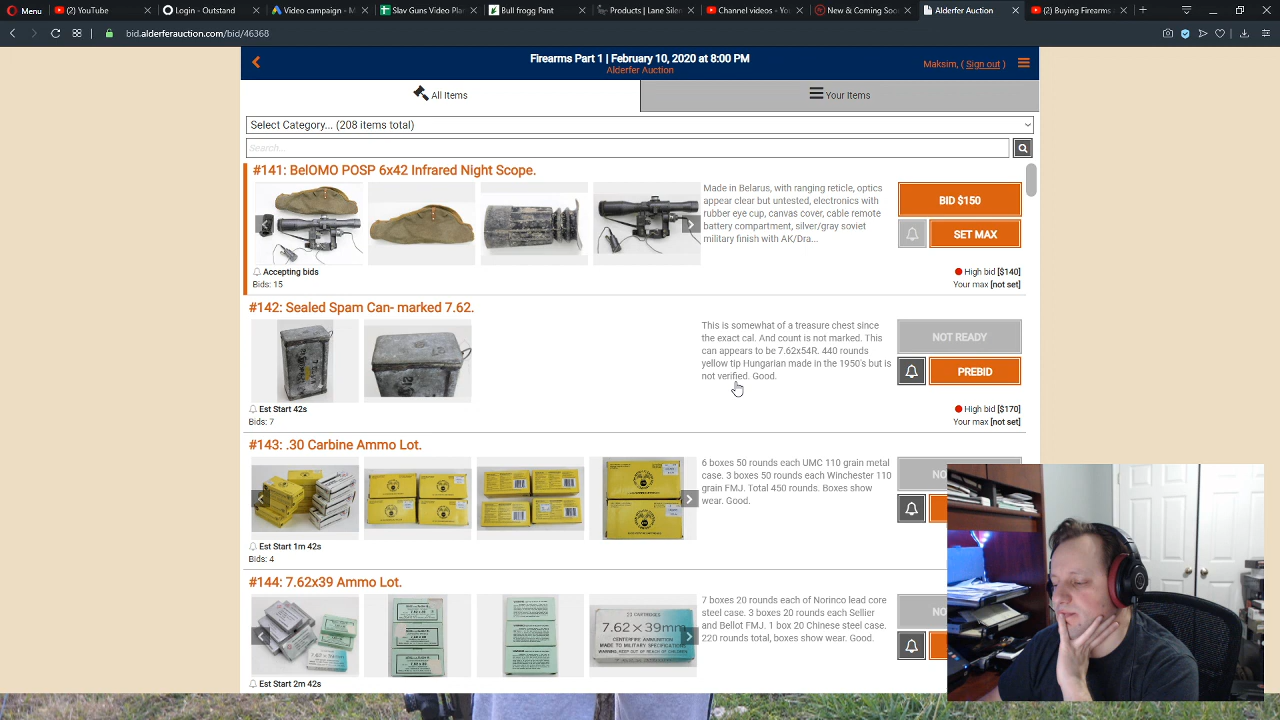 Menu
(2) YouTube
Login - Outstand
Video campaign - M
Slav Guns Video Plan
Bull frogg Pant
Products | Lane Silen
Channel videos - Yo
New & Coming Soo
Alderfer Auction
(2) Buying Firearms
bid.alderferauction.com/bid/46368
Firearms Part 1 | February 10, 2020 at 8:00 PM
Alderfer Auction
Maksim, ( Sign out )
All Items
Your Items
Select Category... (208 items total)
Search...
#141: BelOMO POSP 6x42 Infrared Night Scope.
Made in Belarus, with ranging reticle, optics
appear clear but untested, electronics with
rubber eye cup, canvas cover, cable remote
battery compartment, silver/gray soviet
military finish with AK/Dra...
BID $150
SET MAX
Accepting bids
Bids: 15
High bid [$140]
Your max [not set]
#142: Sealed Spam Can- marked 7.62.
This is somewhat of a treasure chest since
the exact cal. And count is not marked. This
can appears to be 7.62x54R. 440 rounds
yellow tip Hungarian made in the 1950's but is
not verified. Good.
NOT READY
PREBID
Est Start 42s
Bids: 7
High bid [$170]
Your max [not set]
#143: .30 Carbine Ammo Lot.
6 boxes 50 rounds each UMC 110 grain metal
case. 3 boxes 50 rounds each Winchester 110
grain FMJ. Total 450 rounds. Boxes show
wear. Good.
NO
Est Start 1m 42s
Bids: 4
#144: 7.62x39 Ammo Lot.
7 boxes 20 rounds each of Norinco lead core
steel case. 3 boxes 20 rounds each Sellier
and Bellot FMJ. 1 box 20 Chinese steel case.
220 rounds total, boxes show wear. Good.
NO
CARTRIDGES
7.62×39mm
CENTERFIRE AMMUNITION
MADE TO MILITARY SPECIFICATIONS
WARNING: KEEP OUT OF REACH OF CHILDREN
Est Start 2m 42s